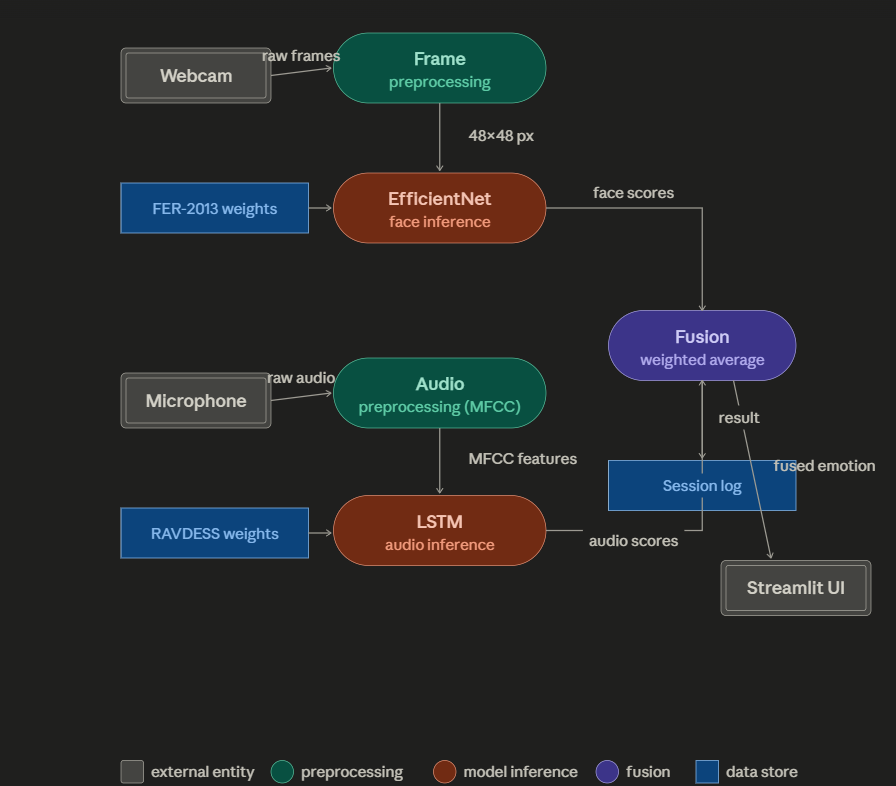 raw frames
Webcam
Frame
preprocessing
48×48 px
FER-2013 weights
EfficientNet
face inference
face scores
Fusion
weighted average
Microphone
raw audio
Audio
preprocessing (MFCC)
result
MFCC features
fused emotion
Session log
RAVDESS weights
LSTM
audio inference
audio scores
Streamlit UI
external entity
preprocessing
model inference
fusion
data store